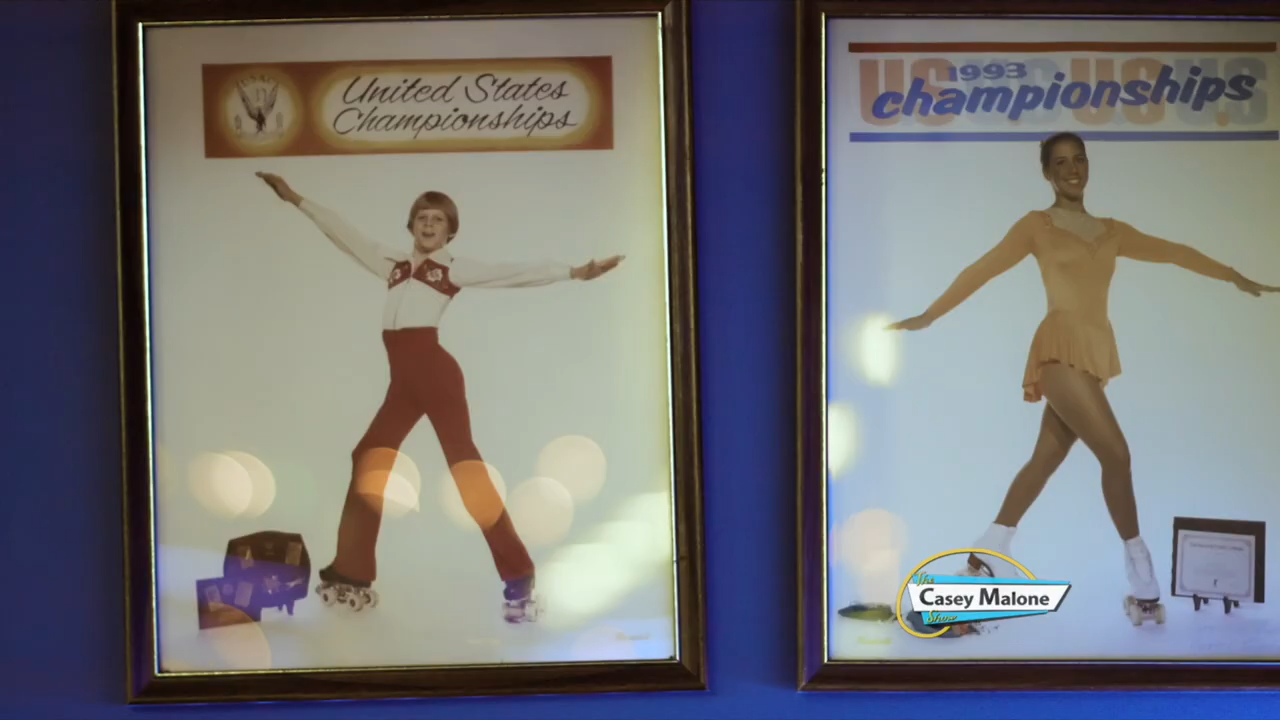 United States
Championships
1993
championships
The
Casey Malone
Show